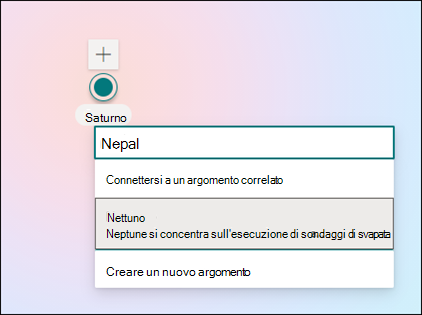 Saturno
Nepal
Connettersi a un argomento correlato
Nettuno
Neptune si concentra sull'esecuzione di sondaggi di
Creare un nuovo argomento